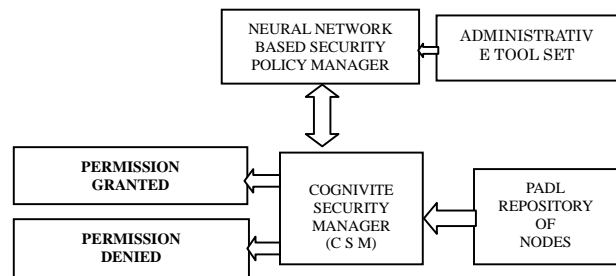 NEURAL NETWORK
BASED SECURITY
POLICY MANAGER
ADMINISTRATIV
E TOOL SET
PERMISSION
GRANTED
COGNIVITE
SECURITY
MANAGER
(C S M)
PADL
REPOSITORY
OF
NODES
PERMISSION
DENIED